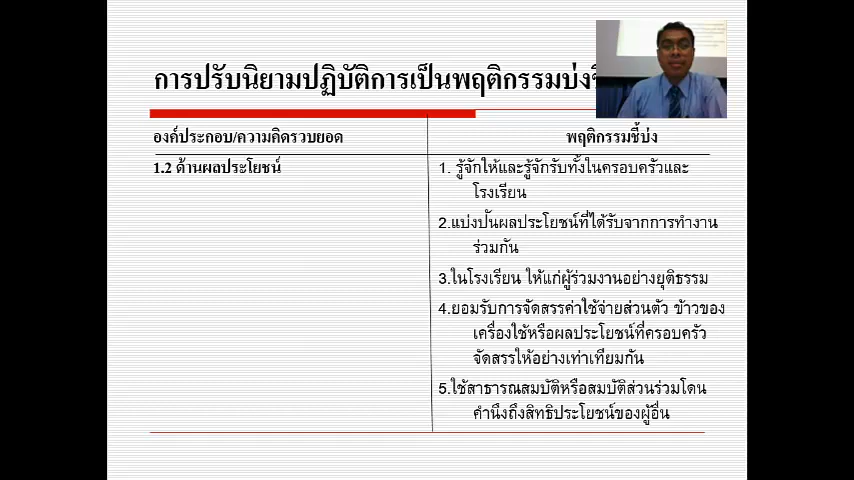 การปรับนิยามปฏิบัติการเป็นพฤติกรรมบ่ง
องค์ประกอบ/ความคิดรวบยอด
พฤติกรรมชี้บ่ง
1.2 ด้านผลประโยชน์
1. รู้จักให้และรู้จักรับทั้งในครอบครัวและ
โรงเรียน
2.แบ่งปันผลประโยชน์ที่ได้รับจากการทำงาน
ร่วมกัน
3.ในโรงเรียน ให้แก่ผู้ร่วมงานอย่างยุติธรรม
4.ยอมรับการจัดสรรค่าใช้จ่ายส่วนตัว ข้าวของ
เครื่องใช้หรือผลประโยชน์ที่ครอบครัว
จัดสรรให้อย่างเท่าเทียมกัน
5.ใช้สาธารณสมบัติหรือสมบัติส่วนร่วมโดน
คำนึงถึงสิทธิประโยชน์ของผู้อื่น